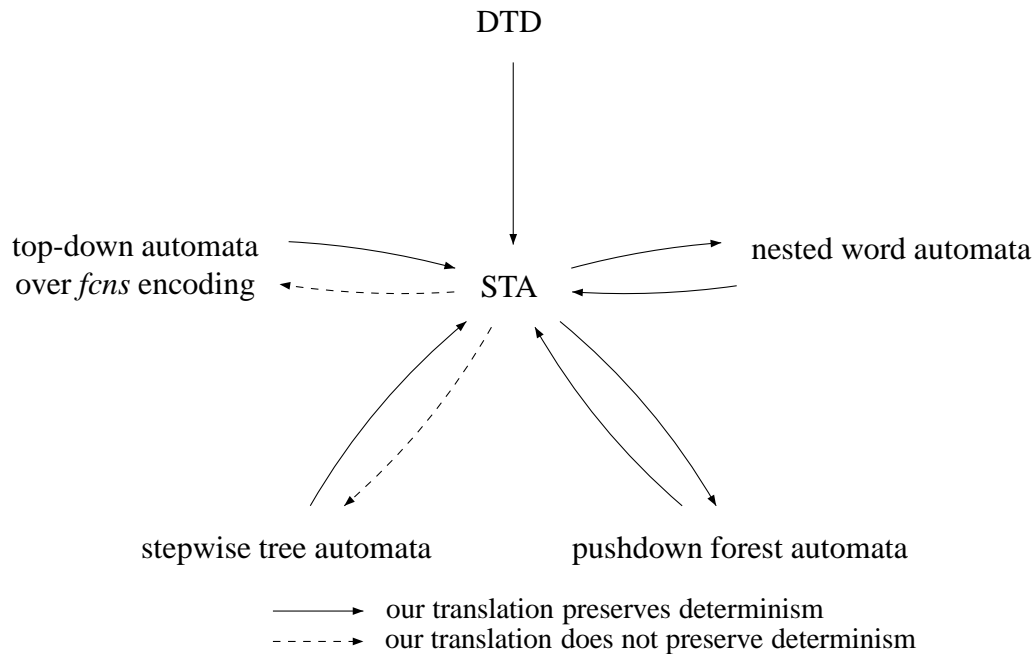 DTD
top-down automata
over fcns encoding
STA
nested word automata
stepwise tree automata
pushdown forest automata
our translation preserves determinism
our translation does not preserve determinism